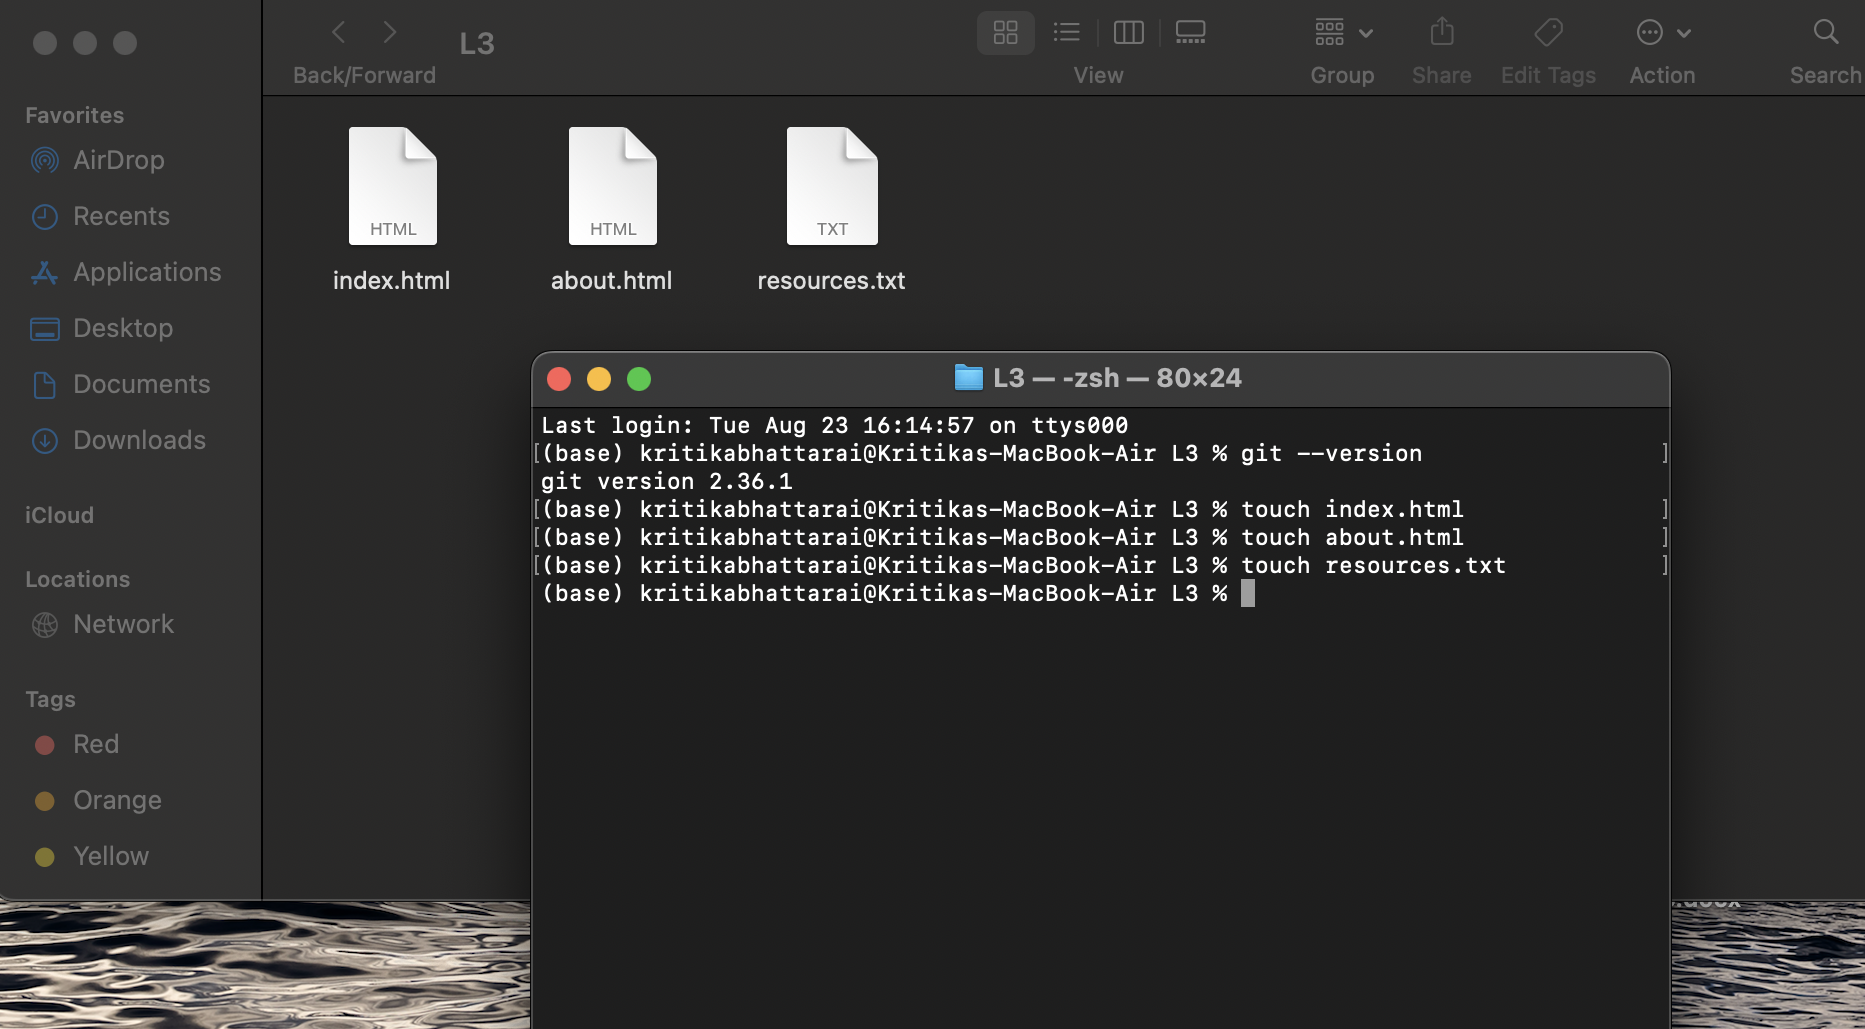 L3
Back/Forward
View
Group
Share
Edit Tags
Action
Search
Favorites
AirDrop
Recents
Applications
Desktop
Documents
Downloads
iCloud
Locations
Network
Tags
Red
Orange
Yellow
HTML
HTML
TXT
index.html
about.html
resources.txt
L3 — -zsh — 80×24
Last login: Tue Aug 23 16:14:57 on ttys000
[(base) kritikabhattarai@Kritikas-MacBook-Air L3 % git --version ]
git version 2.36.1
[(base) kritikabhattarai@Kritikas-MacBook-Air L3 % touch index.html ]
[(base) kritikabhattarai@Kritikas-MacBook-Air L3 % touch about.html ]
[(base) kritikabhattarai@Kritikas-MacBook-Air L3 % touch resources.txt ]
(base) kritikabhattarai@Kritikas-MacBook-Air L3 %